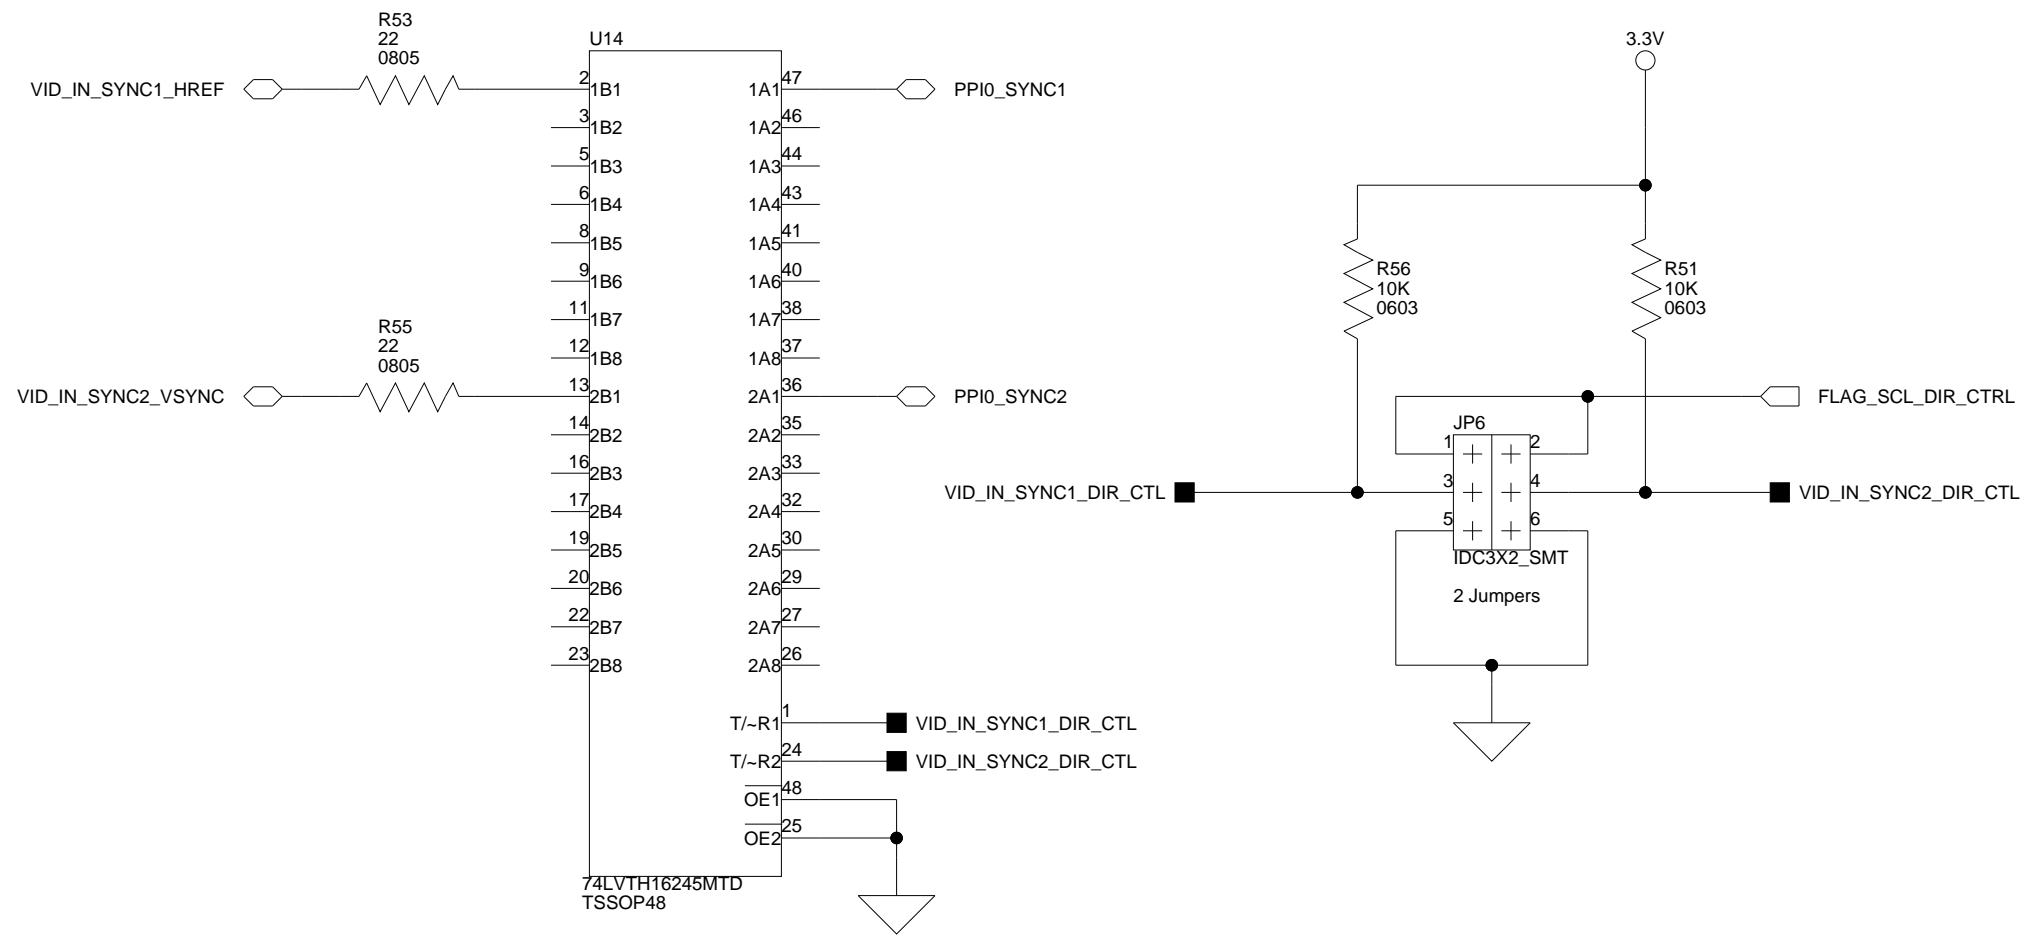 R53
22
0805
VID_IN_SYNC1_HREF
U14
2
1B1
1A1
47
PPI0_SYNC1
3
1B2
1A2
46
5
1B3
1A3
44
6
1B4
1A4
43
8
1B5
1A5
41
9
1B6
1A6
40
11
1B7
1A7
38
12
1B8
1A8
37
R55
22
0805
VID_IN_SYNC2_VSYNC
13
2B1
2A1
36
PPI0_SYNC2
14
2B2
2A2
35
16
2B3
2A3
33
17
2B4
2A4
32
19
2B5
2A5
30
20
2B6
2A6
29
22
2B7
2A7
27
23
2B8
2A8
26
T/~R1
1
VID_IN_SYNC1_DIR_CTL
T/~R2
24
VID_IN_SYNC2_DIR_CTL
OE1
48
OE2
25
74LVTH16245MTD
TSSOP48
3.3V
R56
10K
0603
R51
10K
0603
FLAG_SCL_DIR_CTRL
JP6
1
2
VID_IN_SYNC1_DIR_CTL
3
4
VID_IN_SYNC2_DIR_CTL
5
6
IDC3X2_SMT
2 Jumpers